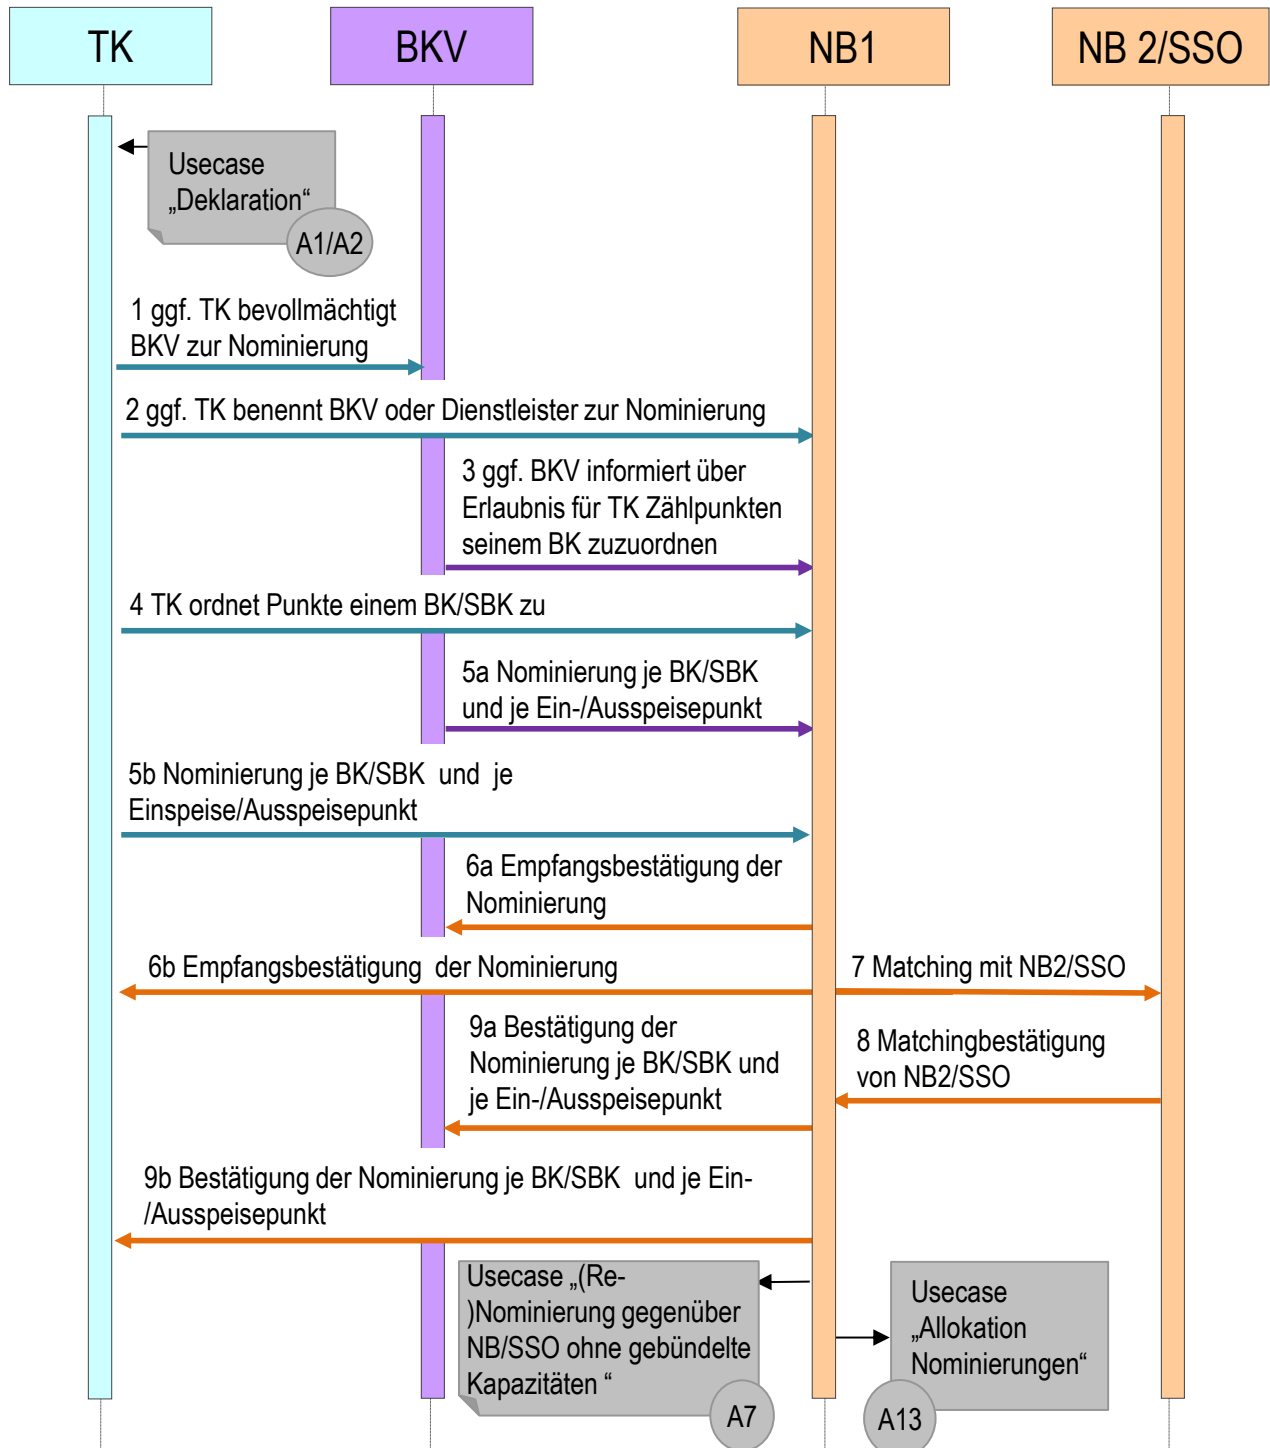 TK
BKV
NB1
NB 2/SSO
Usecase
„Deklaration“
A1/A2
1 ggf. TK bevollmächtigt
BKV zur Nominierung
2 ggf. TK benennt BKV oder Dienstleister zur Nominierung
3 ggf. BKV informiert über
Erlaubnis für TK Zählpunkten
seinem BK zuzuordnen
4 TK ordnet Punkte einem BK/SBK zu
5a Nominierung je BK/SBK
und je Ein-/Ausspeisepunkt
5b Nominierung je BK/SBK und je
Einspeise/Ausspeisepunkt
6a Empfangsbestätigung der
Nominierung
6b Empfangsbestätigung der Nominierung
7 Matching mit NB2/SSO
9a Bestätigung der
Nominierung je BK/SBK und
je Ein-/Ausspeisepunkt
8 Matchingbestätigung
von NB2/SSO
9b Bestätigung der Nominierung je BK/SBK und je Ein-
/Ausspeisepunkt
Usecase „(Re-
)Nominierung gegenüber
NB/SSO ohne gebündelte
Kapazitäten “
A7
Usecase
„Allokation
Nominierungen“
A13